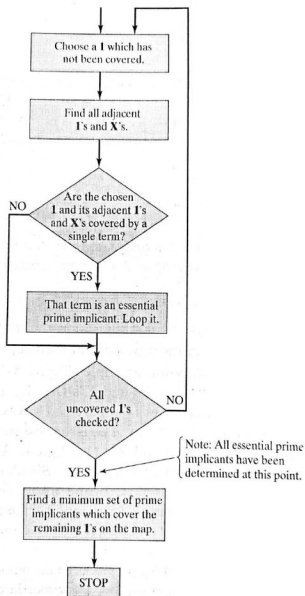 Choose a 1 which has
not been covered.
Find all adjacent
1's and X's.
Are the chosen
1 and its adjacent 1's
and X's covered by a
single term?
NO
YES
That term is an essential
prime implicant. Loop it.
All
uncovered 1's
checked?
NO
YES
Note: All essential prime
implicants have been
determined at this point.
Find a minimum set of prime
implicants which cover the
remaining 1's on the map.
STOP